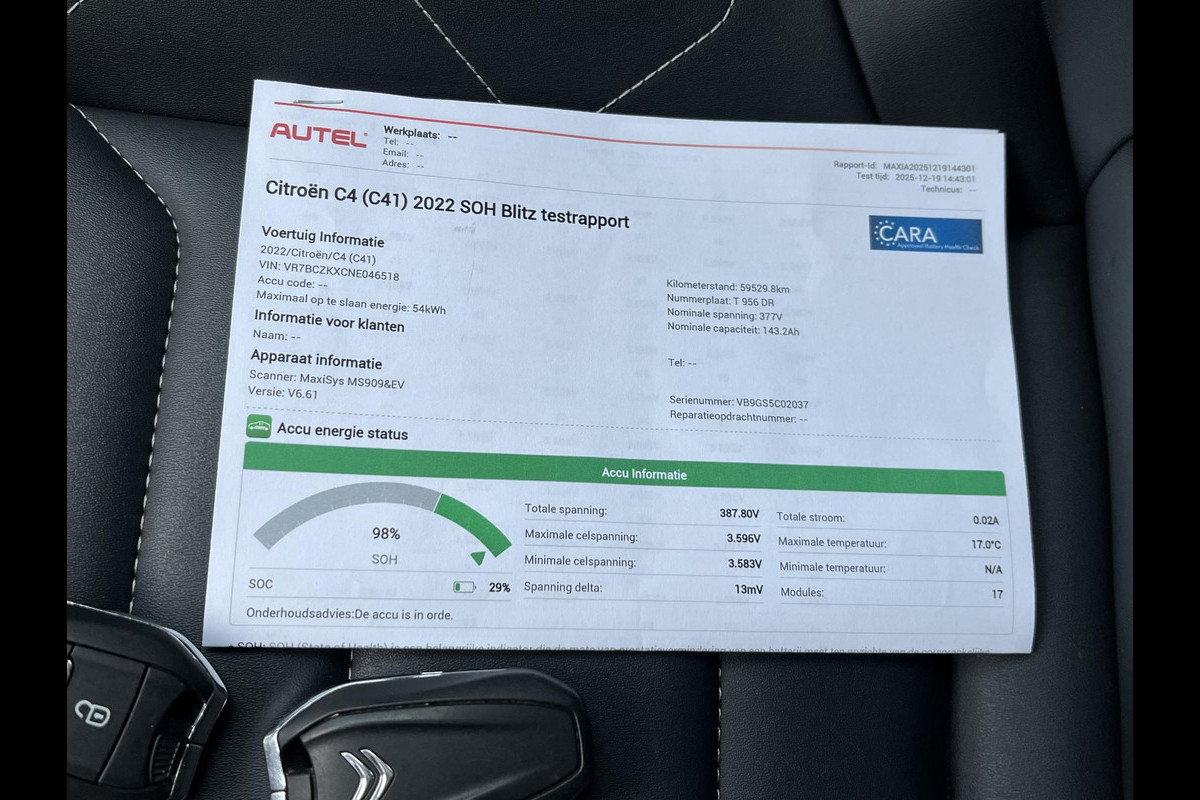 AUTEL
Werkplaats: --
Tel: --
Email: --
Adres: --
Rapport-Id: MAXIA20251219144301
Test tijd: 2025-12-19 14:43:01
Technicus: --
Citroën C4 (C41) 2022 SOH Blitz testrapport
CARA
Approved Battery Health Check
Voertuig Informatie
2022/Citroën/C4 (C41)
VIN: VR7BCZKXCNE046518
Accu code: --
Maximaal op te slaan energie: 54kWh
Kilometerstand: 59529.8km
Nummerplaat: T 956 DR
Nominale spanning: 377V
Nominale capaciteit: 143.2Ah
Informatie voor klanten
Naam: --
Tel: --
Apparaat informatie
Scanner: MaxiSys MS909&EV
Versie: V6.61
Serienummer: VB9GS5C02037
Reparatieopdrachtnummer: --
Accu energie status
Accu Informatie
98%
SOH
SOC 29%
Totale spanning: 387.80V
Maximale celspanning: 3.596V
Minimale celspanning: 3.583V
Spanning delta: 13mV
Totale stroom: 0.02A
Maximale temperatuur: 17.0°C
Minimale temperatuur: N/A
Modules: 17
Onderhoudsadvies:De accu is in orde.